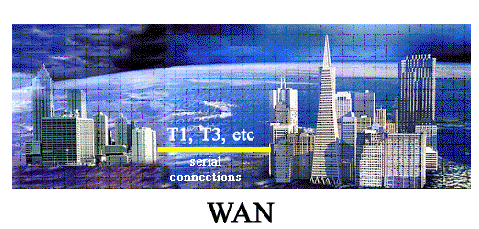 T1, T3, etc
serial
connections
WAN